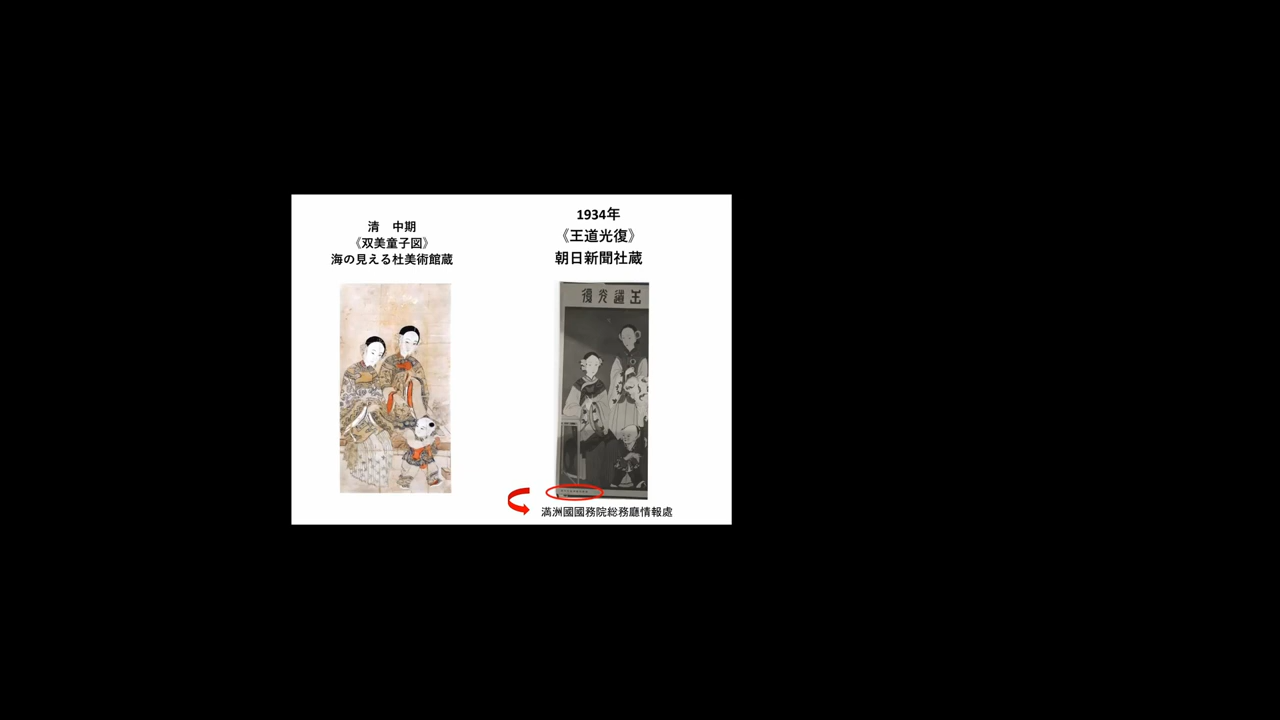 清　中期
《双美童子図》
海の見える杜美術館蔵
1934年
《王道光復》
朝日新聞社蔵
復光道王
満洲國國務院総務廳情報處